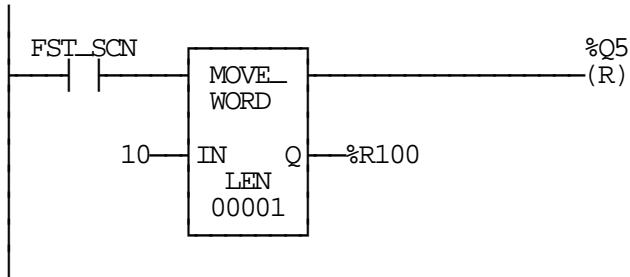 FST_SCN
%Q5
MOVE_
WORD
(R)
10
IN
Q
%R100
LEN
00001